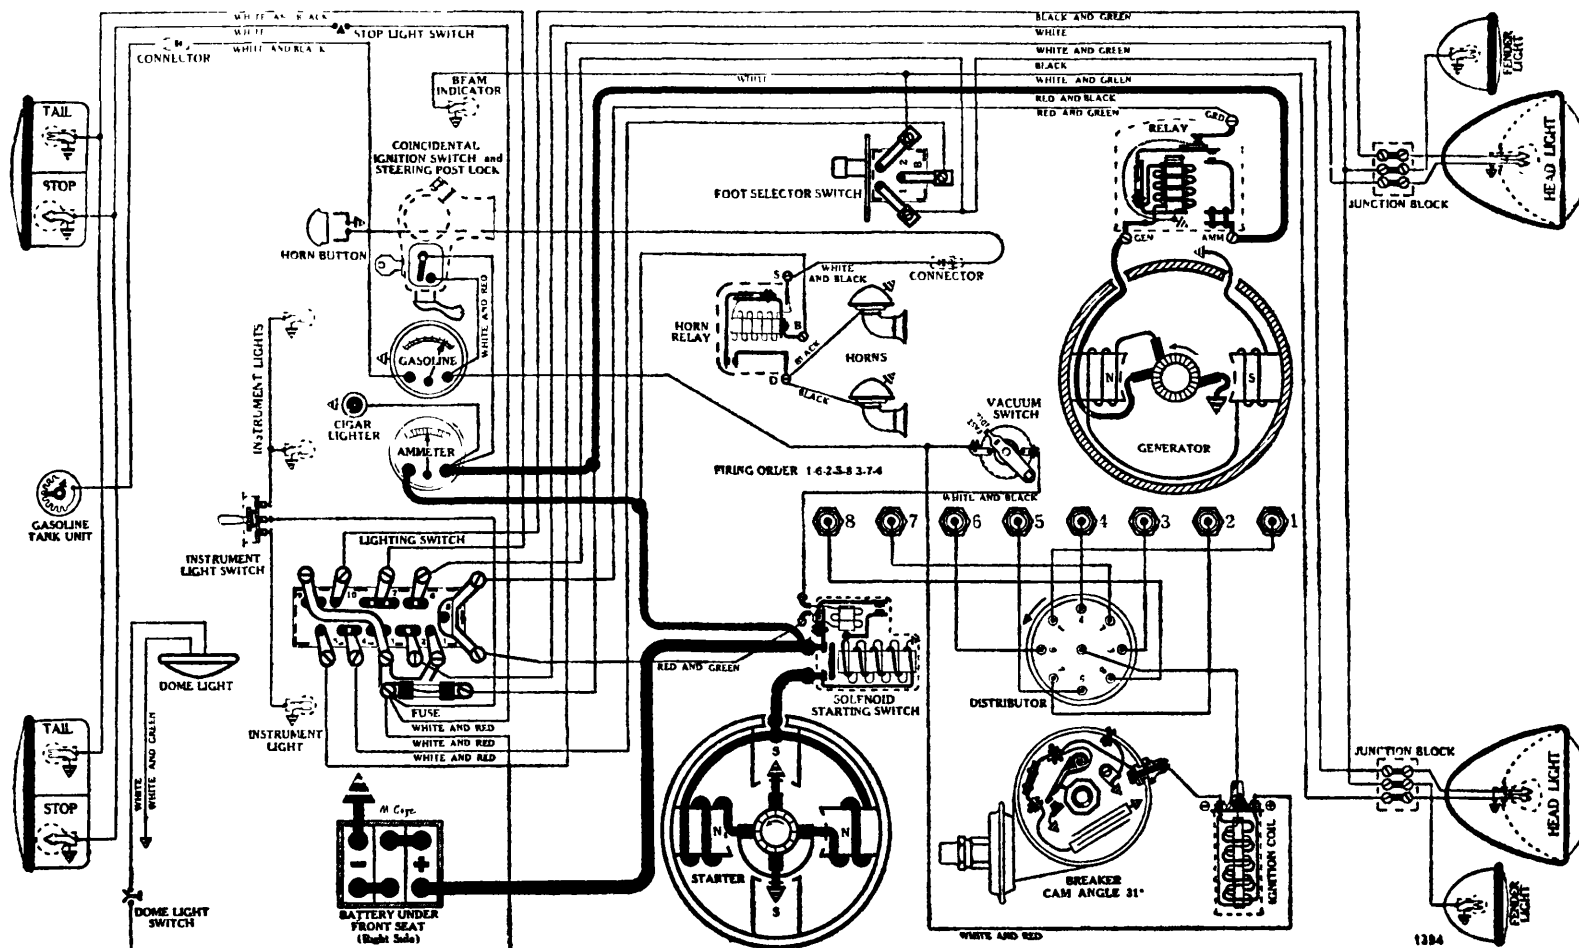 WHITE AND BLACK
WHITE
STOP LIGHT SWITCH
WHITE AND BLACK
CONNECTOR
BLACK AND GREEN
WHITE
WHITE AND GREEN
BLACK
WHITE AND GREEN
RED AND BLACK
RED AND GREEN
WHITE
FENDER
LIGHT
BEAM
INDICATOR
TAIL
STOP
COINCIDENTAL
IGNITION SWITCH and
STEERING POST LOCK
GRD
RELAY
2
B
1
FOOT SELECTOR SWITCH
HEAD LIGHT
JUNCTION BLOCK
GEN
AMM
HORN BUTTON
WHITE AND RED
S
WHITE
AND BLACK
CONNECTOR
HORN
RELAY
B
BLACK
HORNS
D
BLACK
GASOLINE
INSTRUMENT LIGHTS
CIGAR
LIGHTER
AMMETER
N
S
GENERATOR
VACUUM
SWITCH
FIRING ORDER 1-6-2-5-8 3-7-4
WHITE AND BLACK
GASOLINE
TANK UNIT
INSTRUMENT
LIGHT SWITCH
LIGHTING SWITCH
8 7 6 5 4 3 2 1
10
DOME LIGHT
RED AND GREEN
SOLENOID
STARTING SWITCH
DISTRIBUTOR
FUSE
WHITE AND RED
WHITE AND RED
WHITE AND RED
INSTRUMENT
LIGHT
TAIL
STOP
WHITE
WHITE AND GREEN
DOME LIGHT
SWITCH
− +
BATTERY UNDER
FRONT SEAT
(Right Side)
S
N
N
S
STARTER
BREAKER
CAM ANGLE 31°
IGNITION COIL
JUNCTION BLOCK
HEAD LIGHT
FENDER
LIGHT
WHITE AND RED
1384